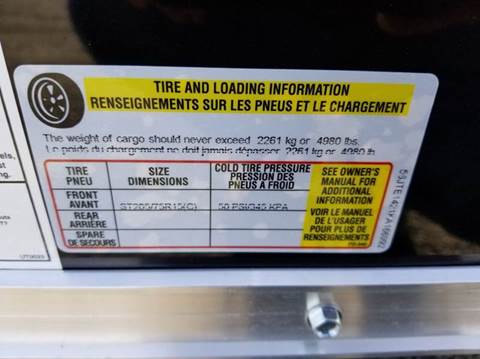 TIRE AND LOADING INFORMATION
RENSEIGNEMENTS SUR LES PNEUS ET LE CHARGEMENT
The weight of cargo should never exceed 2261 kg or 4980 lbs.
Le poids du chargement ne doit jamais dépasser 2261 kg or 4980 lb.
TIRE
PNEU
SIZE
DIMENSIONS
COLD TIRE PRESSURE
PRESSION DES
PNEUS A FROID
FRONT
AVANT
ST205/75R15(C)
50 PSI/345 KPA
REAR
ARRIÈRE
SPARE
DE SECOURS
SEE OWNER'S
MANUAL FOR
ADDITIONAL
INFORMATION
VOIR LE MANUEL
DE L'USAGER
POUR PLUS DE
RENSEIGNEMENTS